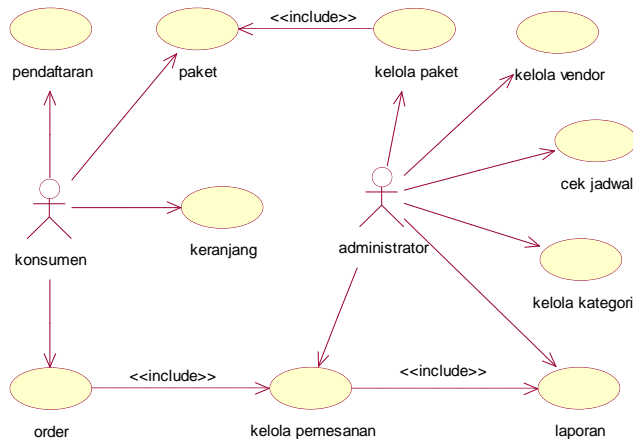 <<include>>
pendaftaran
paket
kelola paket
kelola vendor
cek jadwal
konsumen
keranjang
administrator
kelola kategori
<<include>>
<<include>>
order
kelola pemesanan
laporan